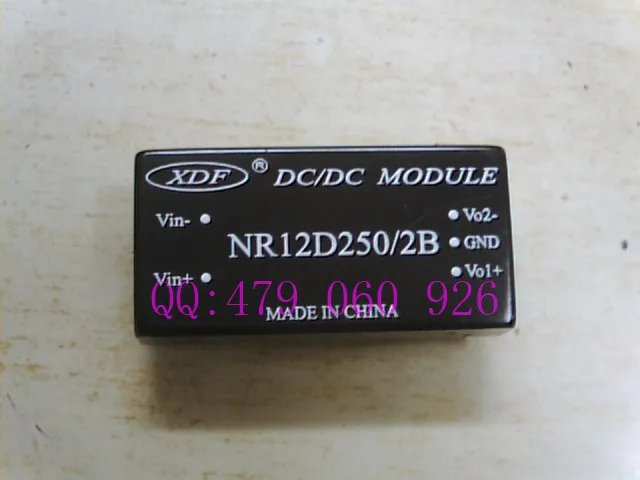 XDF ® DC/DC MODULE
Vin- Vo2-
NR12D250/2B GND
Vin+ Vo1+
QQ:479 060 926
MADE IN CHINA